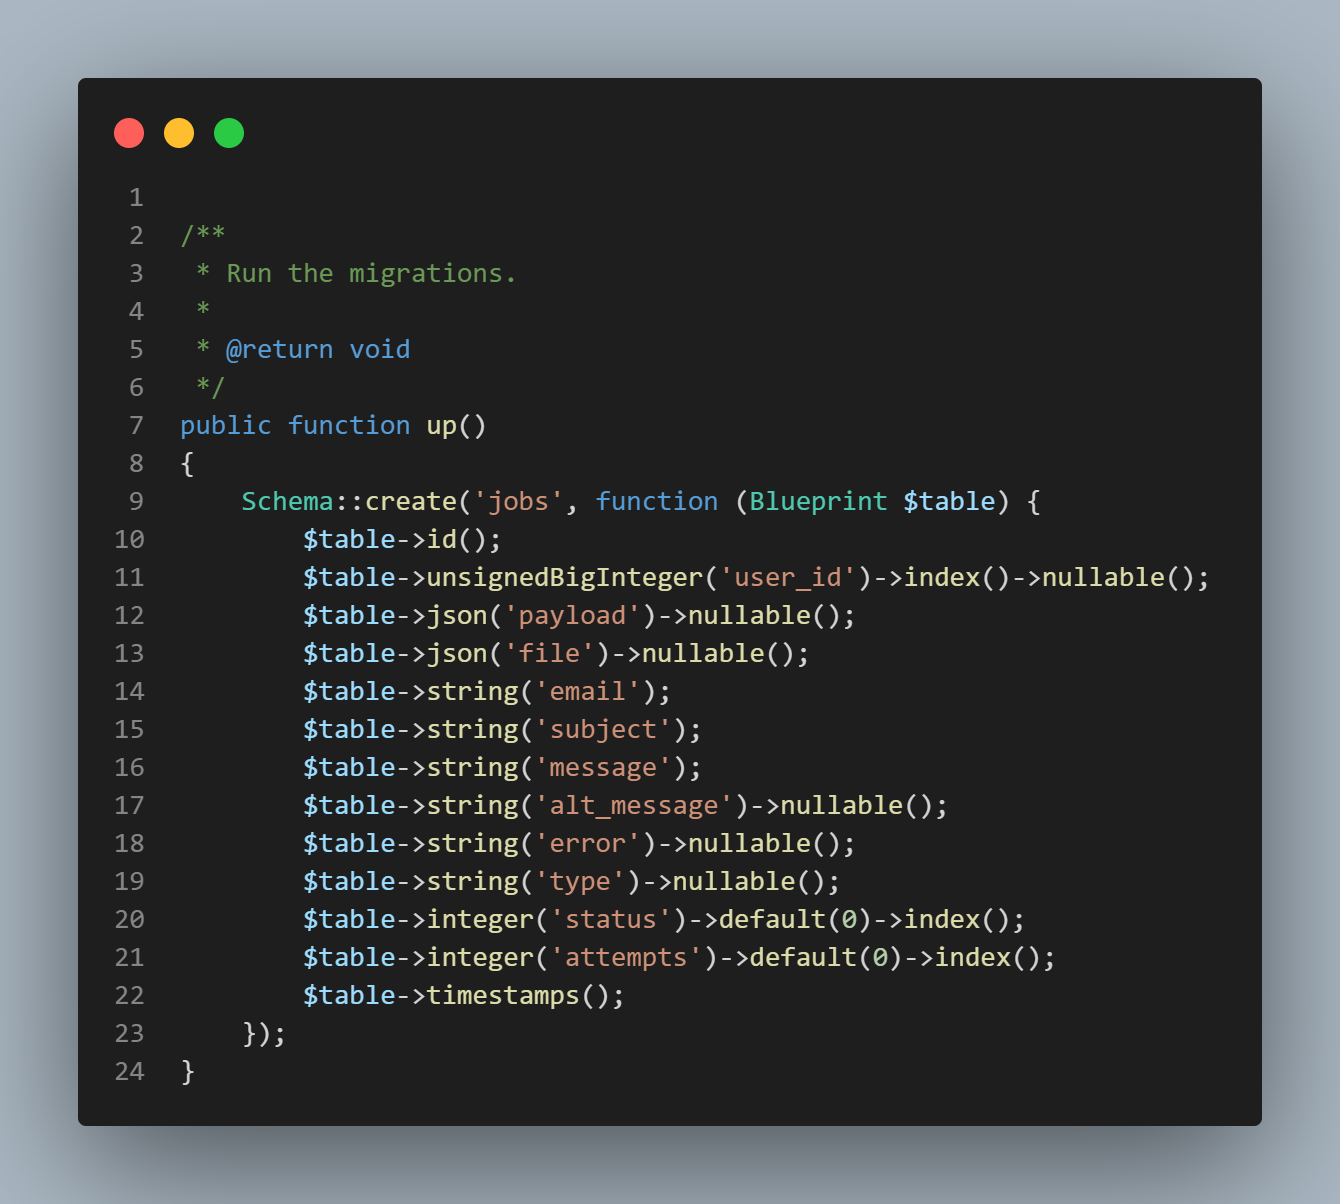 1
2 /**
3  * Run the migrations.
4  *
5  * @return void
6  */
7 public function up()
8 {
9     Schema::create('jobs', function (Blueprint $table) {
10         $table->id();
11         $table->unsignedBigInteger('user_id')->index()->nullable();
12         $table->json('payload')->nullable();
13         $table->json('file')->nullable();
14         $table->string('email');
15         $table->string('subject');
16         $table->string('message');
17         $table->string('alt_message')->nullable();
18         $table->string('error')->nullable();
19         $table->string('type')->nullable();
20         $table->integer('status')->default(0)->index();
21         $table->integer('attempts')->default(0)->index();
22         $table->timestamps();
23     });
24 }